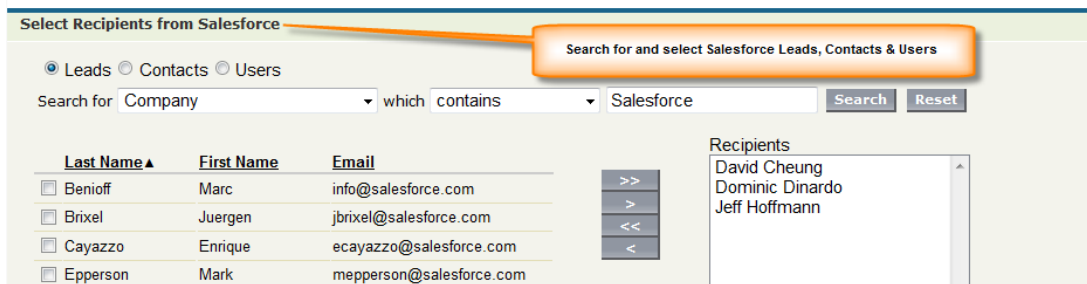 Select Recipients from Salesforce
Search for and select Salesforce Leads, Contacts & Users
Leads Contacts Users
Search for Company which contains Salesforce Search Reset
Last Name▲ First Name Email
Benioff Marc info@salesforce.com
Brixel Juergen jbrixel@salesforce.com
Cayazzo Enrique ecayazzo@salesforce.com
Epperson Mark mepperson@salesforce.com
>>
>
<<
<
Recipients
David Cheung
Dominic Dinardo
Jeff Hoffmann